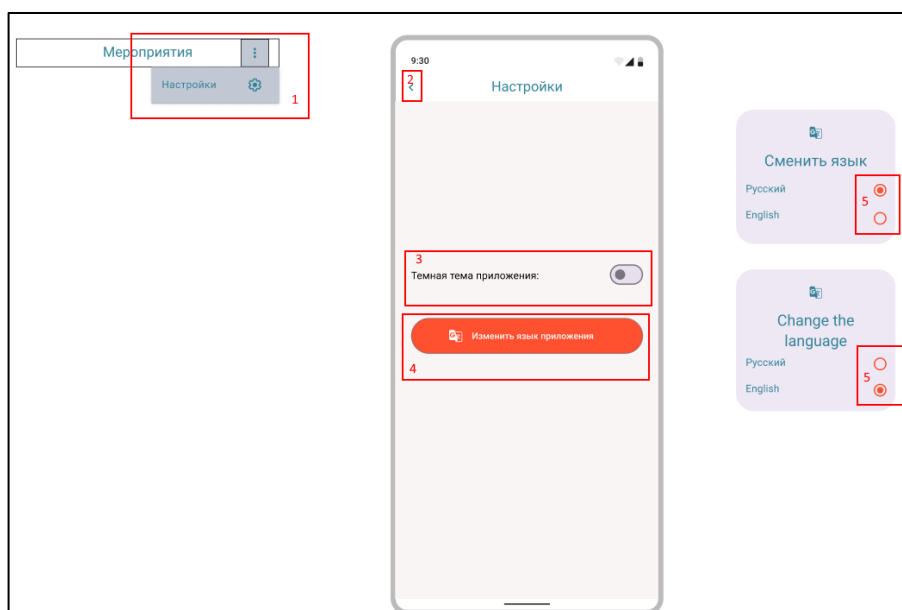 Мероприятия
Настройки
1
9:30
2
Настройки
3
Темная тема приложения:
Изменить язык приложения
4
Сменить язык
Русский
5
English
Change the
language
Русский
5
English